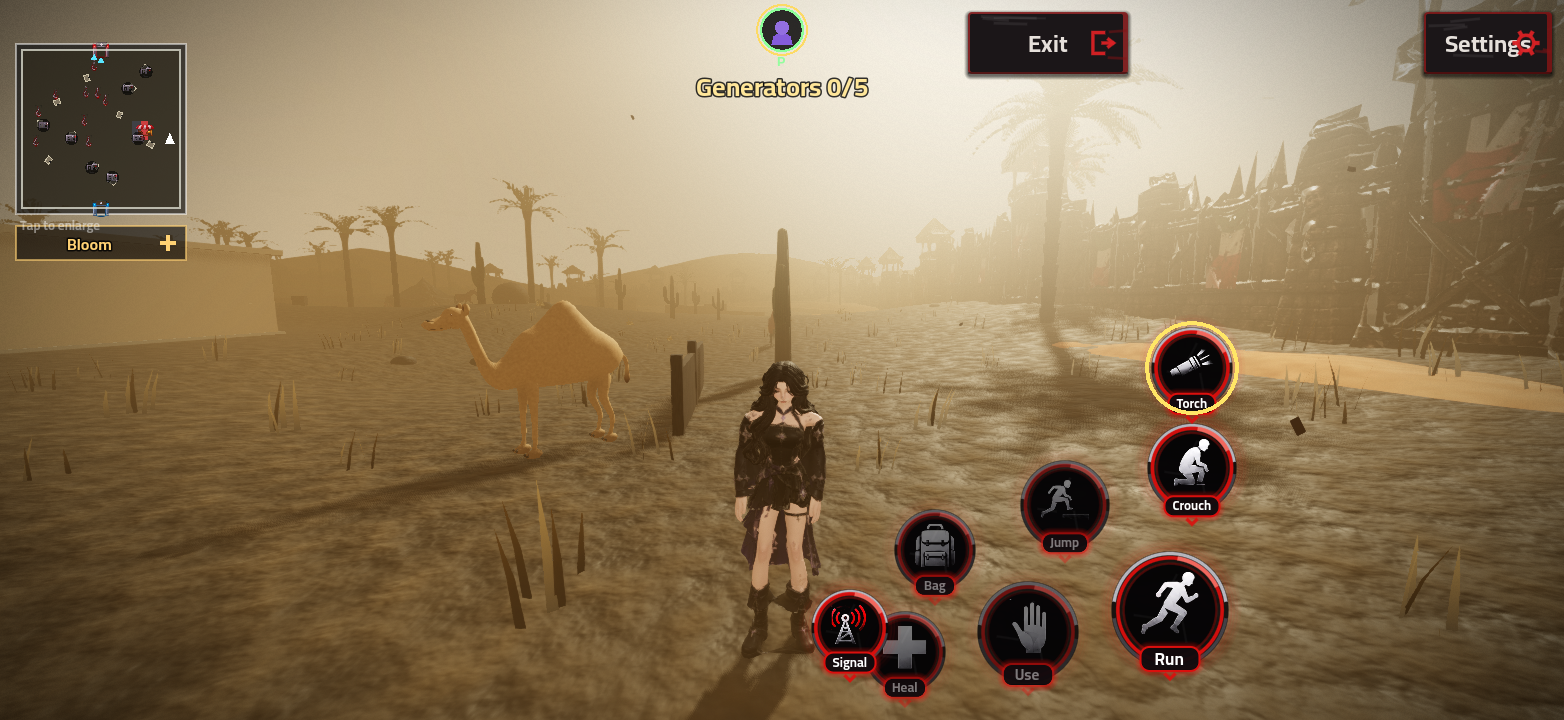 P
Generators 0/5
Exit
Settings
Tap to enlarge
Bloom
Torch
Crouch
Jump
Bag
Signal
Heal
Use
Run